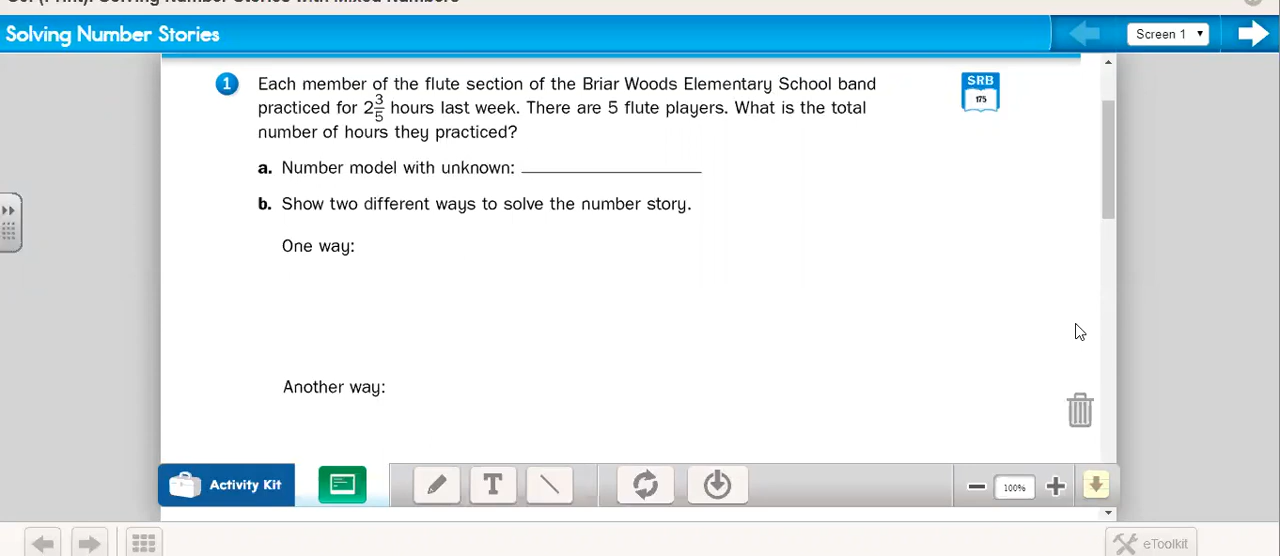 Solving Number Stories
Screen 1
1 Each member of the flute section of the Briar Woods Elementary School band
practiced for 2 3/5 hours last week. There are 5 flute players. What is the total
number of hours they practiced?
SRB
175
a. Number model with unknown:
b. Show two different ways to solve the number story.
One way:
Another way:
Activity Kit
T
100%
eToolkit